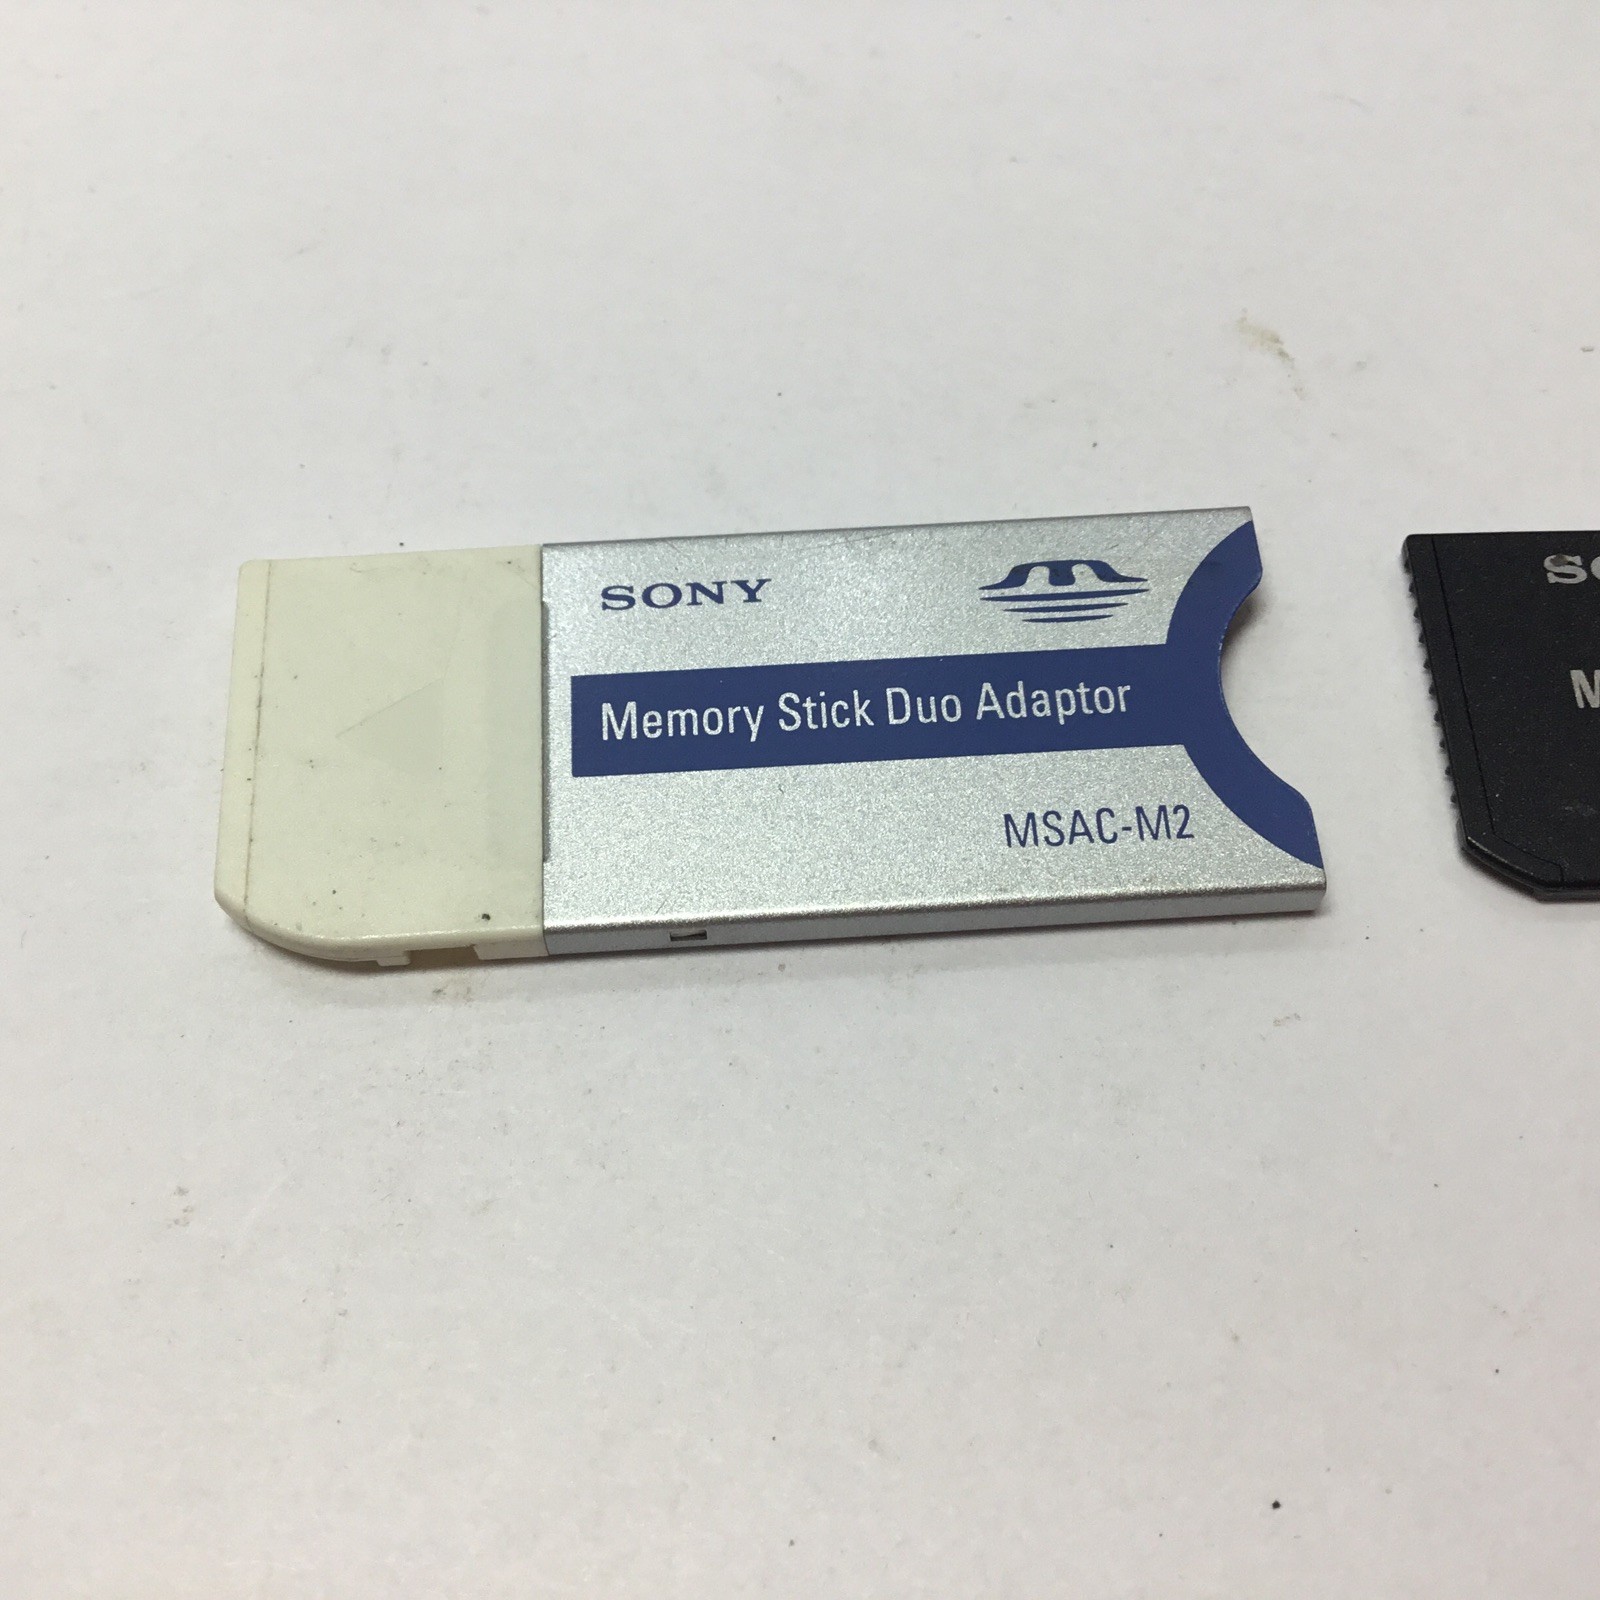 SONY
Memory Stick Duo Adaptor
MSAC-M2